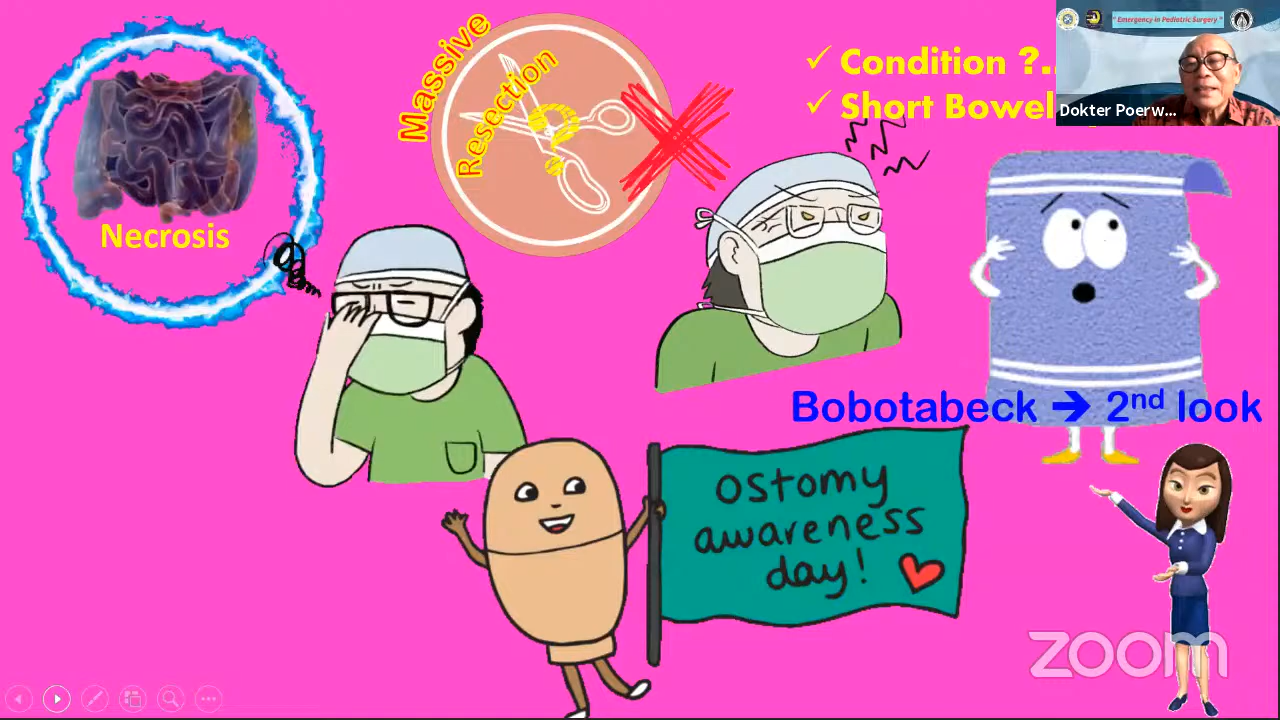 Necrosis
Massive
Resection
✓ Condition ?..
✓ Short Bowel
"Emergency in Pediatric Surgery"
Dokter Poerw...
Bobotabeck ➔ 2nd look
ostomy
awareness
day!
zoom